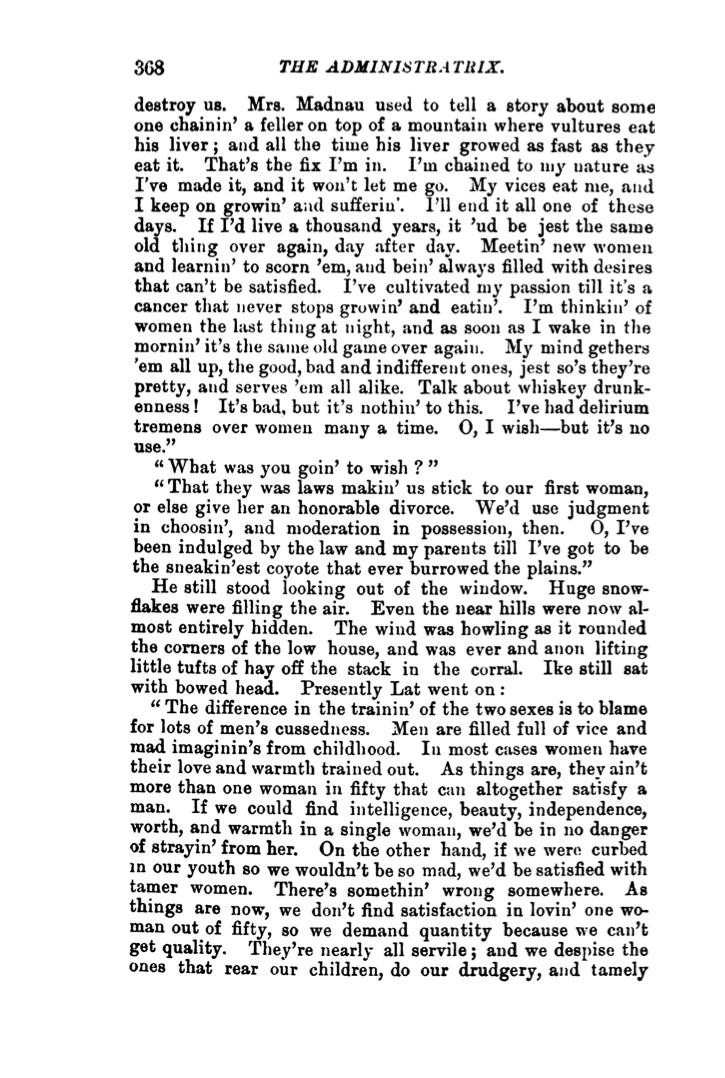 368 THE ADMINISTRATRIX.
destroy us. Mrs. Madnau used to tell a story about some
one chainin' a feller on top of a mountain where vultures eat
his liver; and all the time his liver growed as fast as they
eat it. That's the fix I'm in. I'm chained to my nature as
I've made it, and it won't let me go. My vices eat me, and
I keep on growin' and sufferin'. I'll end it all one of these
days. If I'd live a thousand years, it 'ud be jest the same
old thing over again, day after day. Meetin' new women
and learnin' to scorn 'em, and bein' always filled with desires
that can't be satisfied. I've cultivated my passion till it's a
cancer that never stops growin' and eatin'. I'm thinkin' of
women the last thing at night, and as soon as I wake in the
mornin' it's the same old game over again. My mind gethers
'em all up, the good, bad and indifferent ones, jest so's they're
pretty, and serves 'em all alike. Talk about whiskey drunk-
enness! It's bad, but it's nothin' to this. I've had delirium
tremens over women many a time. O, I wish—but it's no
use."
"What was you goin' to wish?"
"That they was laws makin' us stick to our first woman,
or else give her an honorable divorce. We'd use judgment
in choosin', and moderation in possession, then. O, I've
been indulged by the law and my parents till I've got to be
the sneakin'est coyote that ever burrowed the plains."
He still stood looking out of the window. Huge snow-
flakes were filling the air. Even the near hills were now al-
most entirely hidden. The wind was howling as it rounded
the corners of the low house, and was ever and anon lifting
little tufts of hay off the stack in the corral. Ike still sat
with bowed head. Presently Lat went on:
"The difference in the trainin' of the two sexes is to blame
for lots of men's cussedness. Men are filled full of vice and
mad imaginin's from childhood. In most cases women have
their love and warmth trained out. As things are, they ain't
more than one woman in fifty that can altogether satisfy a
man. If we could find intelligence, beauty, independence,
worth, and warmth in a single woman, we'd be in no danger
of strayin' from her. On the other hand, if we were curbed
in our youth so we wouldn't be so mad, we'd be satisfied with
tamer women. There's somethin' wrong somewhere. As
things are now, we don't find satisfaction in lovin' one wo-
man out of fifty, so we demand quantity because we can't
get quality. They're nearly all servile; and we despise the
ones that rear our children, do our drudgery, and tamely